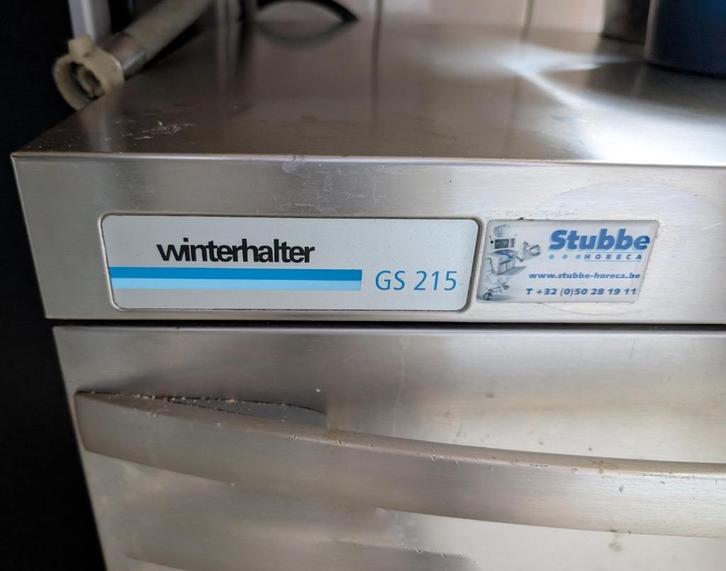 winterhalter
GS 215
Stubbe
HORECA
www.stubbe-horeca.be
T +32 (0)50 28 19 11